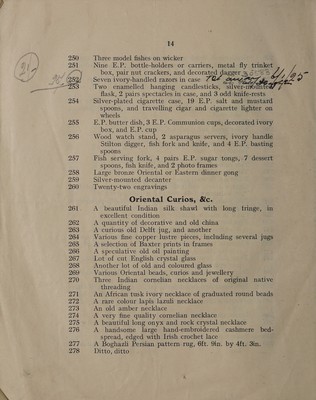 14
250 Three model fishes on wicker
251 Nine E.P. bottle-holders or carriers, metal fly trinket
box, pair nut crackers, and decorated dagger
252 Seven ivory-handled razors in case
253 Two enamelled hanging candlesticks, silver-mounted
flask, 2 pairs spectacles in case, and 3 odd knife-rests
254 Silver-plated cigarette case, 19 E.P. salt and mustard
spoons, and travelling cigar and cigarette lighter on
wheels
255 E.P. butter dish, 3 E.P. Communion cups, decorated ivory
box, and E.P. cup
256 Wood watch stand, 2 asparagus servers, ivory handle
Stilton digger, fish fork and knife, and 4 E.P. basting
spoons
257 Fish serving fork, 4 pairs E.P. sugar tongs, 7 dessert
spoons, fish knife, and 2 photo frames
258 Large bronze Oriental or Eastern dinner gong
259 Silver-mounted decanter
260 Twenty-two engravings
Oriental Curios, &c.
261 A beautiful Indian silk shawl with long fringe, in
excellent condition
262 A quantity of decorative and old china
263 A curious old Delft jug, and another
264 Various fine copper lustre pieces, including several jugs
265 A selection of Baxter prints in frames
266 A speculative old oil painting
267 Lot of cut English crystal glass
268 Another lot of old and coloured glass
269 Various Oriental beads, curios and jewellery
270 Three Indian cornelian necklaces of original native
threading
271 An African tusk ivory necklace of graduated round beads
272 A rare colour lapis lazuli necklace
273 An old amber necklace
274 A very fine quality cornelian necklace
275 A beautiful long onyx and rock crystal necklace
276 A handsome large hand-embroidered cashmere bed-
spread, edged with Irish crochet lace
277 A Boghazli Persian pattern rug, 6ft. 9in. by 4ft. 3in.
278 Ditto, ditto